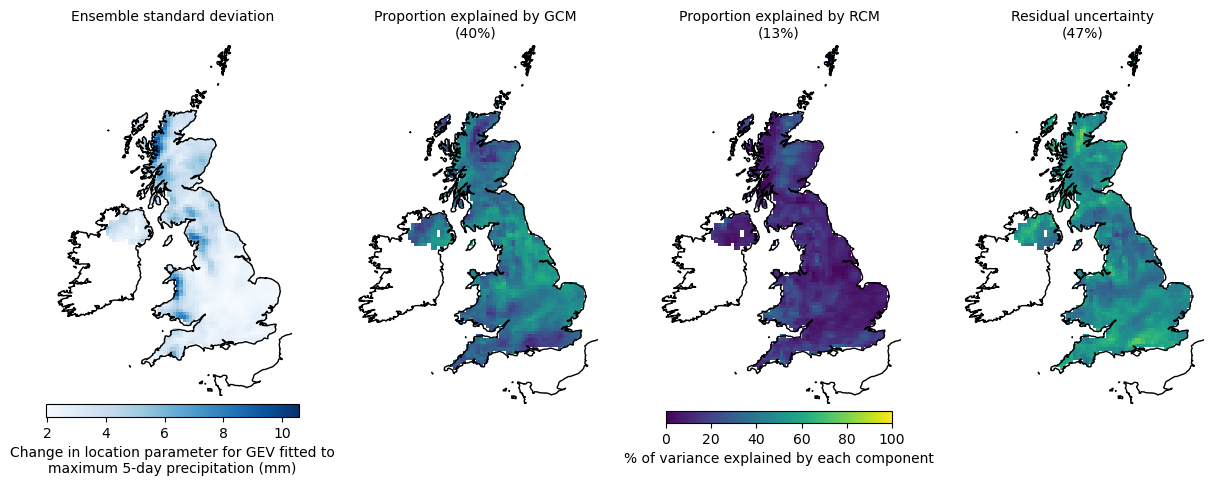 Ensemble standard deviation
Proportion explained by GCM
(40%)
Proportion explained by RCM
(13%)
Residual uncertainty
(47%)
2 4 6 8 10
Change in location parameter for GEV fitted to
maximum 5-day precipitation (mm)
0 20 40 60 80 100
% of variance explained by each component